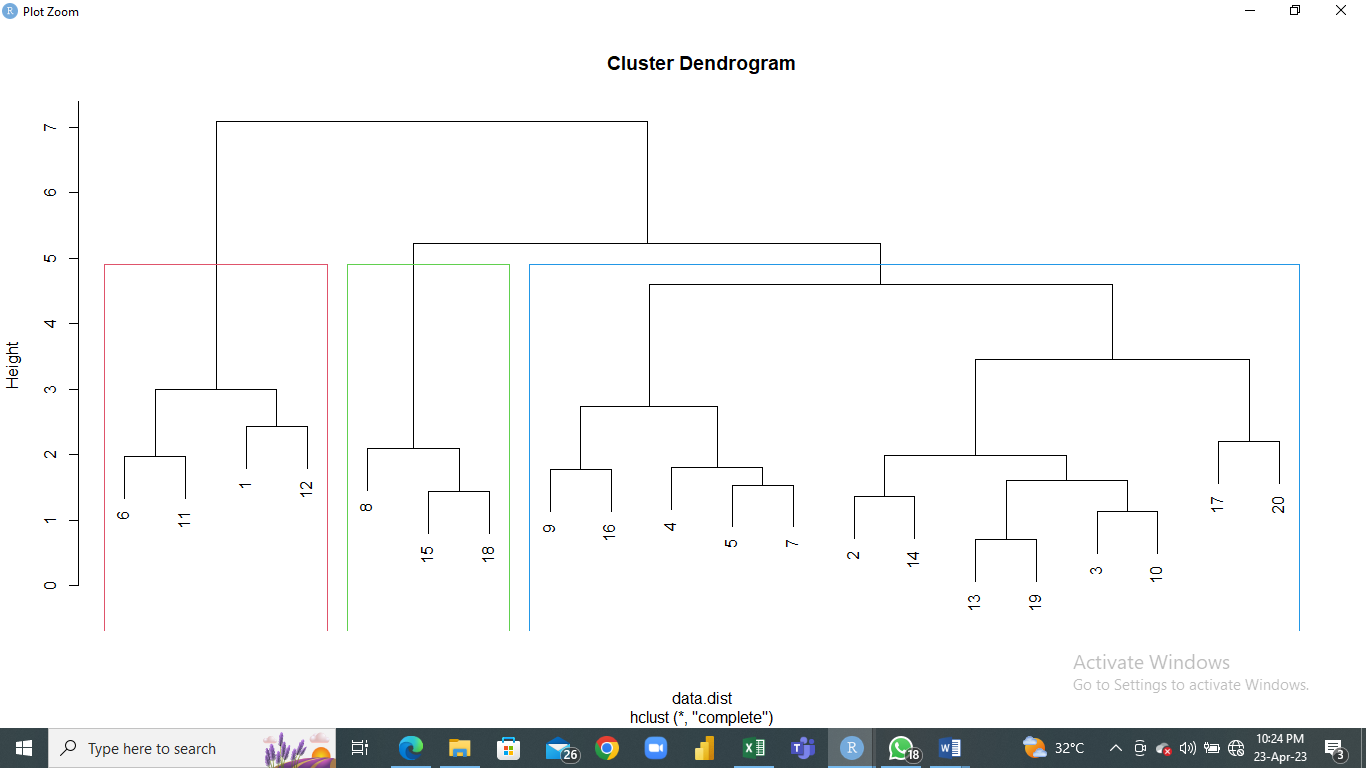 R Plot Zoom
Cluster Dendrogram
Height
7
6
5
4
3
2
1
0
6
11
1
12
8
15
18
9
16
4
5
7
2
14
13
19
3
10
17
20
Activate Windows
Go to Settings to activate Windows.
data.dist
hclust (*, "complete")
Type here to search
26
R
18
W
32°C
10:24 PM
23-Apr-23
3